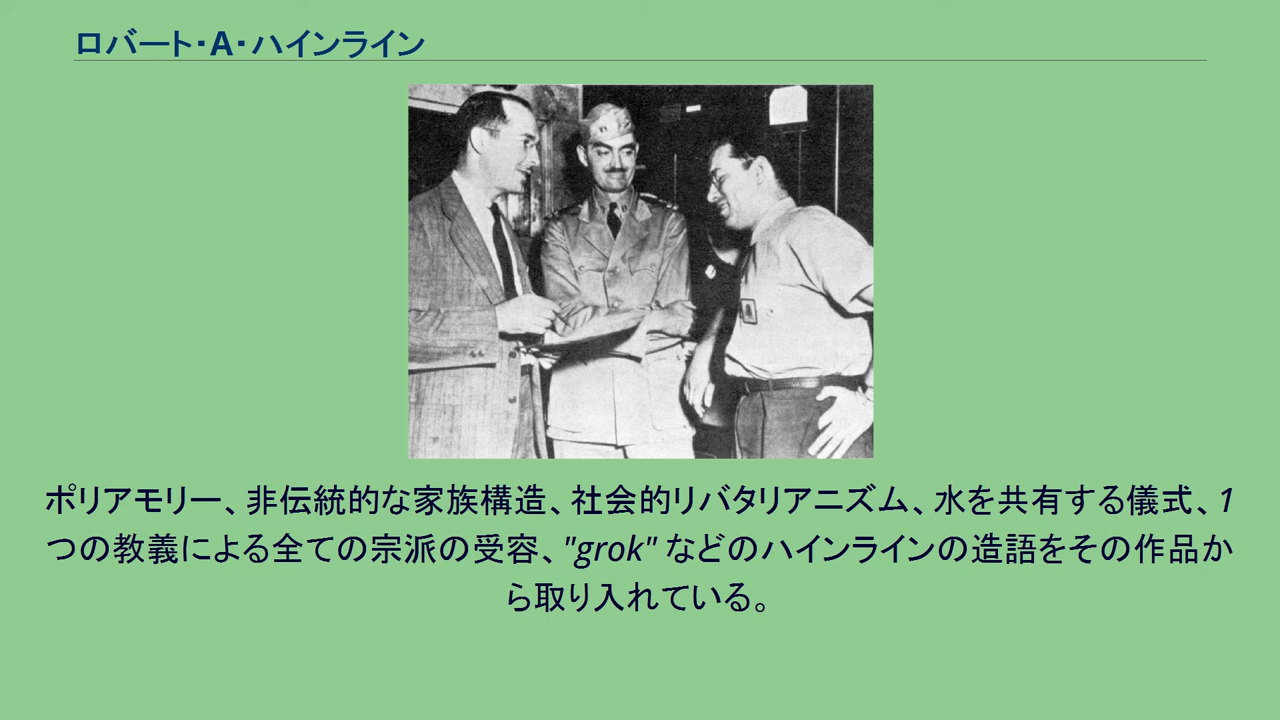 ロバート・A・ハインライン
ポリアモリー、非伝統的な家族構造、社会的リバタリアニズム、水を共有する儀式、1
つの教義による全ての宗派の受容、"grok" などのハインラインの造語をその作品か
ら取り入れている。